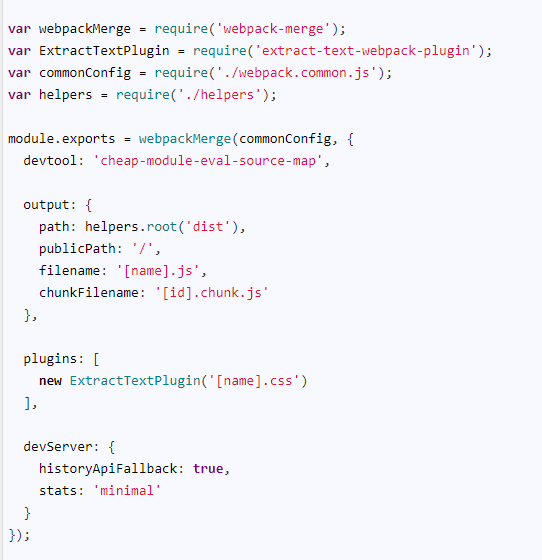 var webpackMerge = require('webpack-merge');
var ExtractTextPlugin = require('extract-text-webpack-plugin');
var commonConfig = require('./webpack.common.js');
var helpers = require('./helpers');

module.exports = webpackMerge(commonConfig, {
  devtool: 'cheap-module-eval-source-map',

  output: {
    path: helpers.root('dist'),
    publicPath: '/',
    filename: '[name].js',
    chunkFilename: '[id].chunk.js'
  },

  plugins: [
    new ExtractTextPlugin('[name].css')
  ],

  devServer: {
    historyApiFallback: true,
    stats: 'minimal'
  }
});